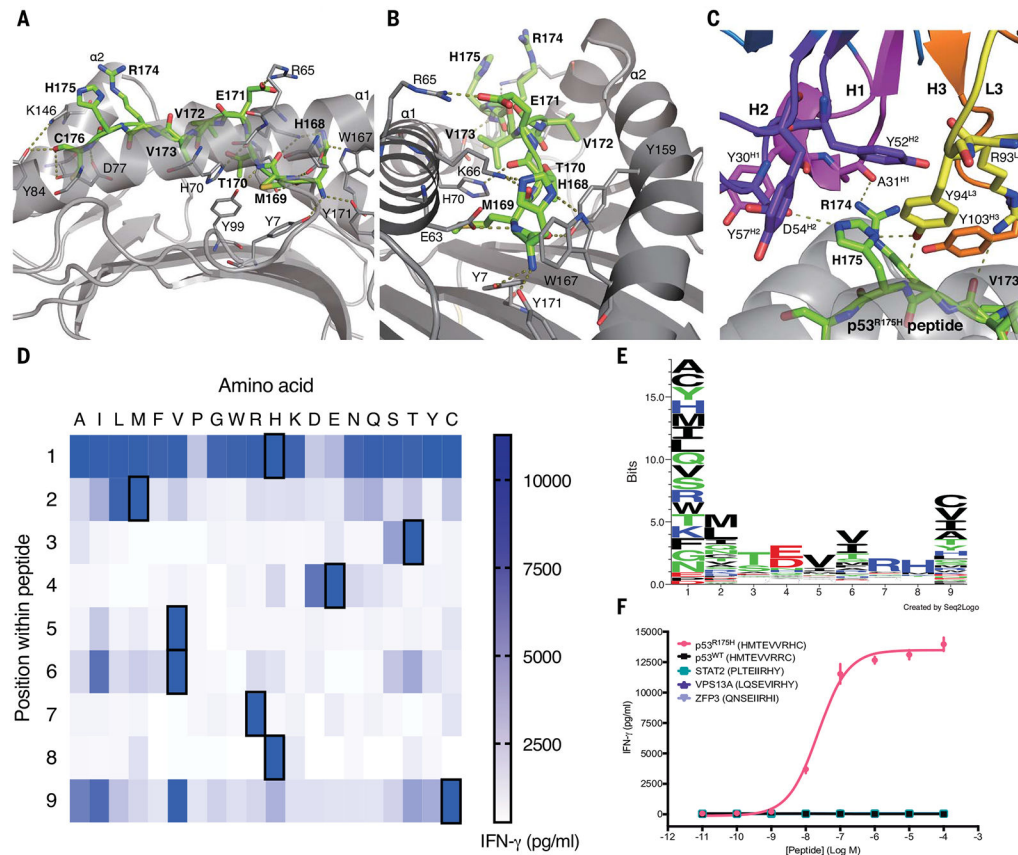 A
α2
H175
R174
R65
E171
α1
K146
V172
H168
C176
W167
V173
D77
H70
T170
M169
Y84
Y171
Y99
Y7
B
R174
H175
R65
α2
E171
α1
V173
V172
K66
T170
Y159
H168
H70
M169
E63
W167
Y7
Y171
C
H1
H3
L3
H2
Y52H2
Y30H1
R93L
A31H1
R174
Y94L3
Y103H3
Y57H2
D54H2
H175
V173
p53R175H peptide
D
Amino acid
A I L M F V P G W R H K D E N Q S T Y C
Position within peptide
1
2
3
4
5
6
7
8
9
10000
7500
5000
2500
IFN-γ (pg/ml)
E
Bits
15.0
10.0
5.0
0.0
A
C
Y
H
M
I
L
Q
V
S
R
W
T
K
F
G
N
M
L
I
T
S
E
D
V
V
I
R
H
C
V
I
A
T
1 2 3 4 5 6 7 8 9
Created by Seq2Logo
F
15000
12500
10000
7500
5000
2500
0
IFN-γ (pg/ml)
p53R175H (HMTEVVRHC)
p53WT (HMTEVVRRC)
STAT2 (PLTEIIRHY)
VPS13A (LQSEVIRHY)
ZFP3 (QNSEIIRHI)
-12 -11 -10 -9 -8 -7 -6 -5 -4 -3
[Peptide] (Log M)